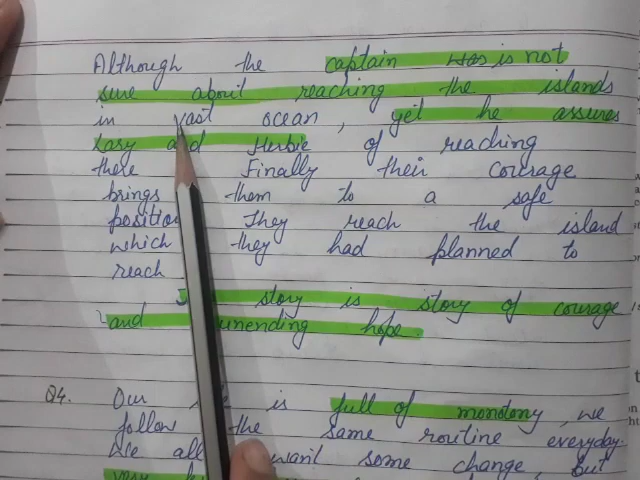 Although the captain was is not
sure about reaching the islands
in vast ocean, yet he assures
Lary and Herbie of reaching
there Finally their courage
brings them to a safe
position They reach the island
which they had planned to
reach
story is story of courage
and unending hope.
Q4. Our is full of monotony, we
follow the same routine everyday.
We all want some change, but
very